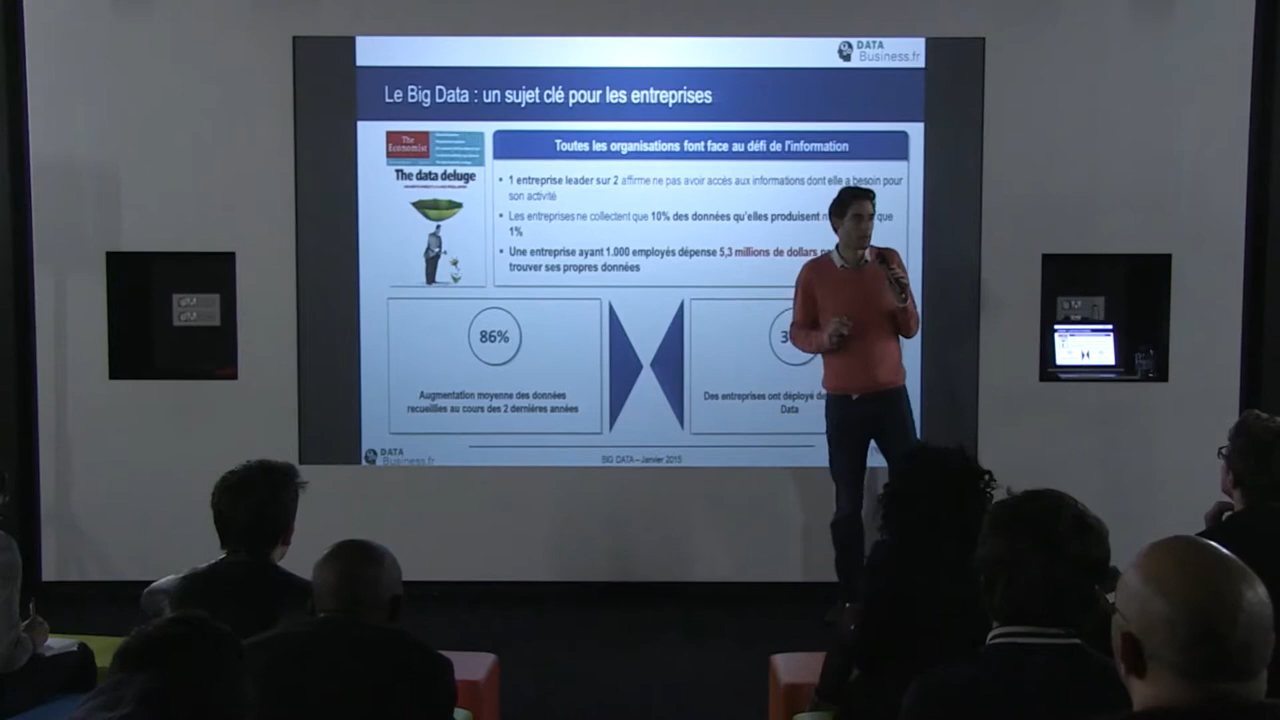 DATA
Business.fr
Le Big Data : un sujet clé pour les entreprises
The
Economist
The data deluge
Toutes les organisations font face au défi de l'information
• 1 entreprise leader sur 2 affirme ne pas avoir accès aux informations dont elle a besoin pour
son activité
• Les entreprises ne collectent que 10% des données qu'elles produisent que
1%
• Une entreprise ayant 1.000 employés dépense 5,3 millions de dollars
trouver ses propres données
86%
Augmentation moyenne des données
recueillies au cours des 2 dernières années
Des entreprises ont déployé
Data
DATA
Business.fr
BIG DATA – Janvier 2015